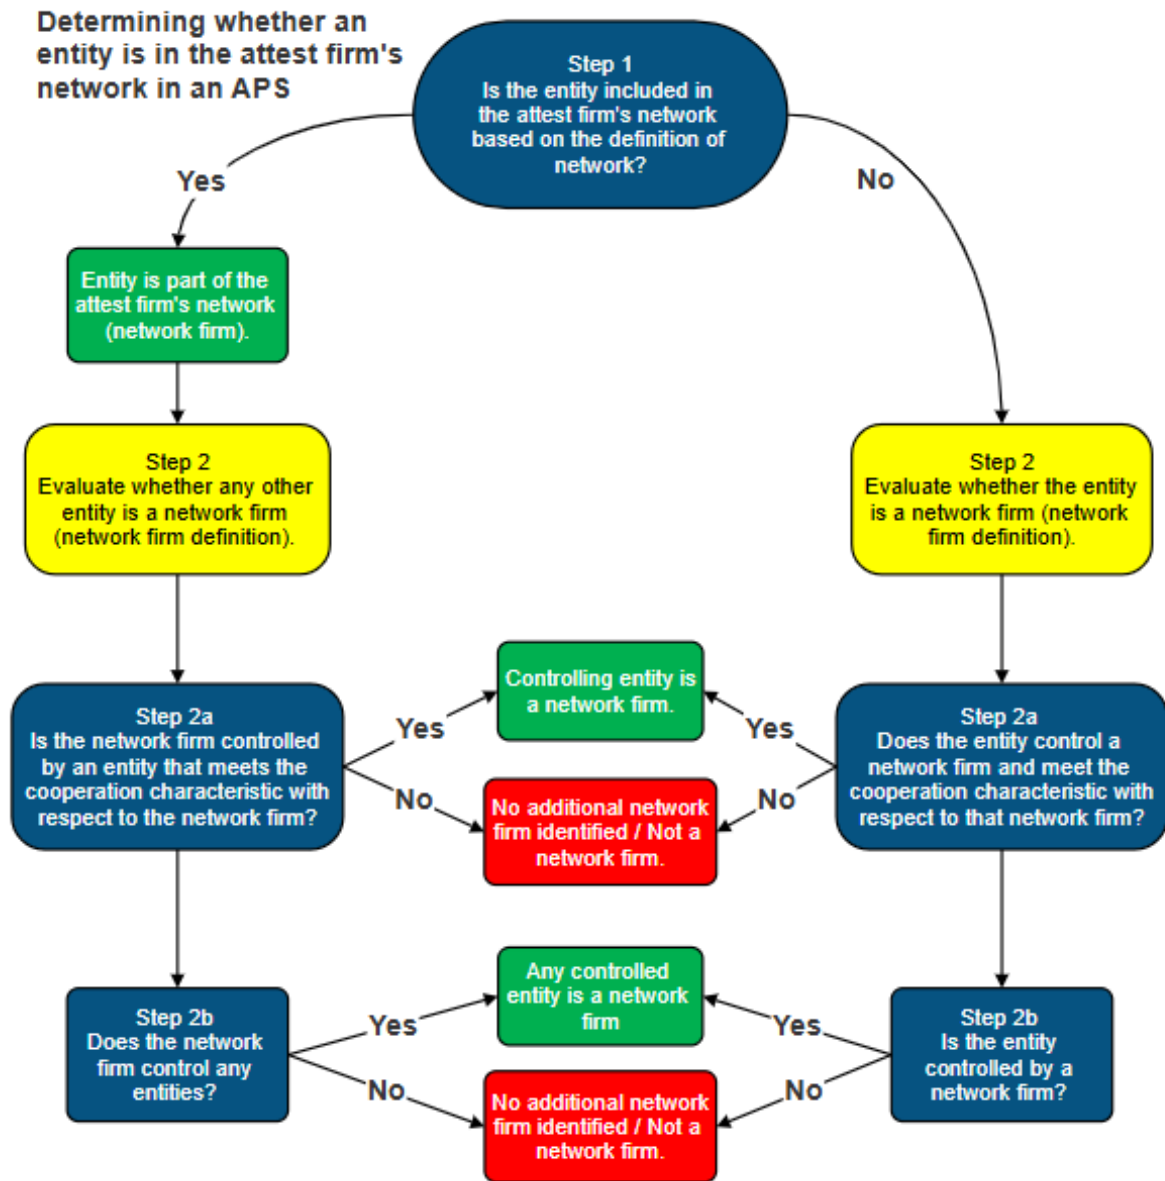 Determining whether an
entity is in the attest firm's
network in an APS
Step 1
Is the entity included in
the attest firm's network
based on the definition of
network?
Yes
No
Entity is part of the
attest firm's network
(network firm).
Step 2
Evaluate whether any other
entity is a network firm
(network firm definition).
Step 2
Evaluate whether the entity
is a network firm (network
firm definition).
Step 2a
Is the network firm controlled
by an entity that meets the
cooperation characteristic with
respect to the network firm?
Yes
No
Controlling entity is
a network firm.
No additional network
firm identified / Not a
network firm.
Yes
No
Step 2a
Does the entity control a
network firm and meet the
cooperation characteristic with
respect to that network firm?
Step 2b
Does the network
firm control any
entities?
Yes
No
Any controlled
entity is a network
firm
No additional network
firm identified / Not a
network firm.
Yes
No
Step 2b
Is the entity
controlled by a
network firm?